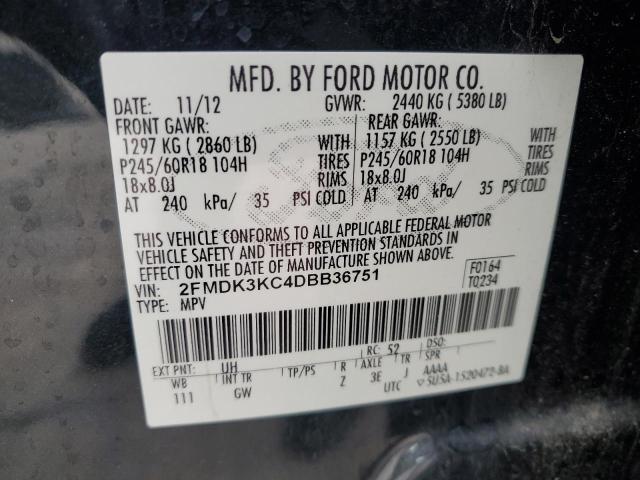 MFD. BY FORD MOTOR CO.
DATE: 11/12 GVWR: 2440 KG ( 5380 LB)
FRONT GAWR: REAR GAWR:
1297 KG ( 2860 LB) WITH 1157 KG ( 2550 LB) WITH
P245/60R18 104H TIRES P245/60R18 104H TIRES
18x8.0J RIMS 18x8.0J RIMS
AT 240 kPa/ 35 PSI COLD AT 240 kPa/ 35 PSI COLD
THIS VEHICLE CONFORMS TO ALL APPLICABLE FEDERAL MOTOR
VEHICLE SAFETY AND THEFT PREVENTION STANDARDS IN
EFFECT ON THE DATE OF MANUFACTURE SHOWN ABOVE.
VIN: 2FMDK3KC4DBB36751 F0164
TYPE: MPV T0234
EXT PNT: UH RC: 52 DSO:
WB INT TR TP/PS R AXLE TR SPR
111 GW Z 3E J AAAA
UTC 5U5A-1520472-BA